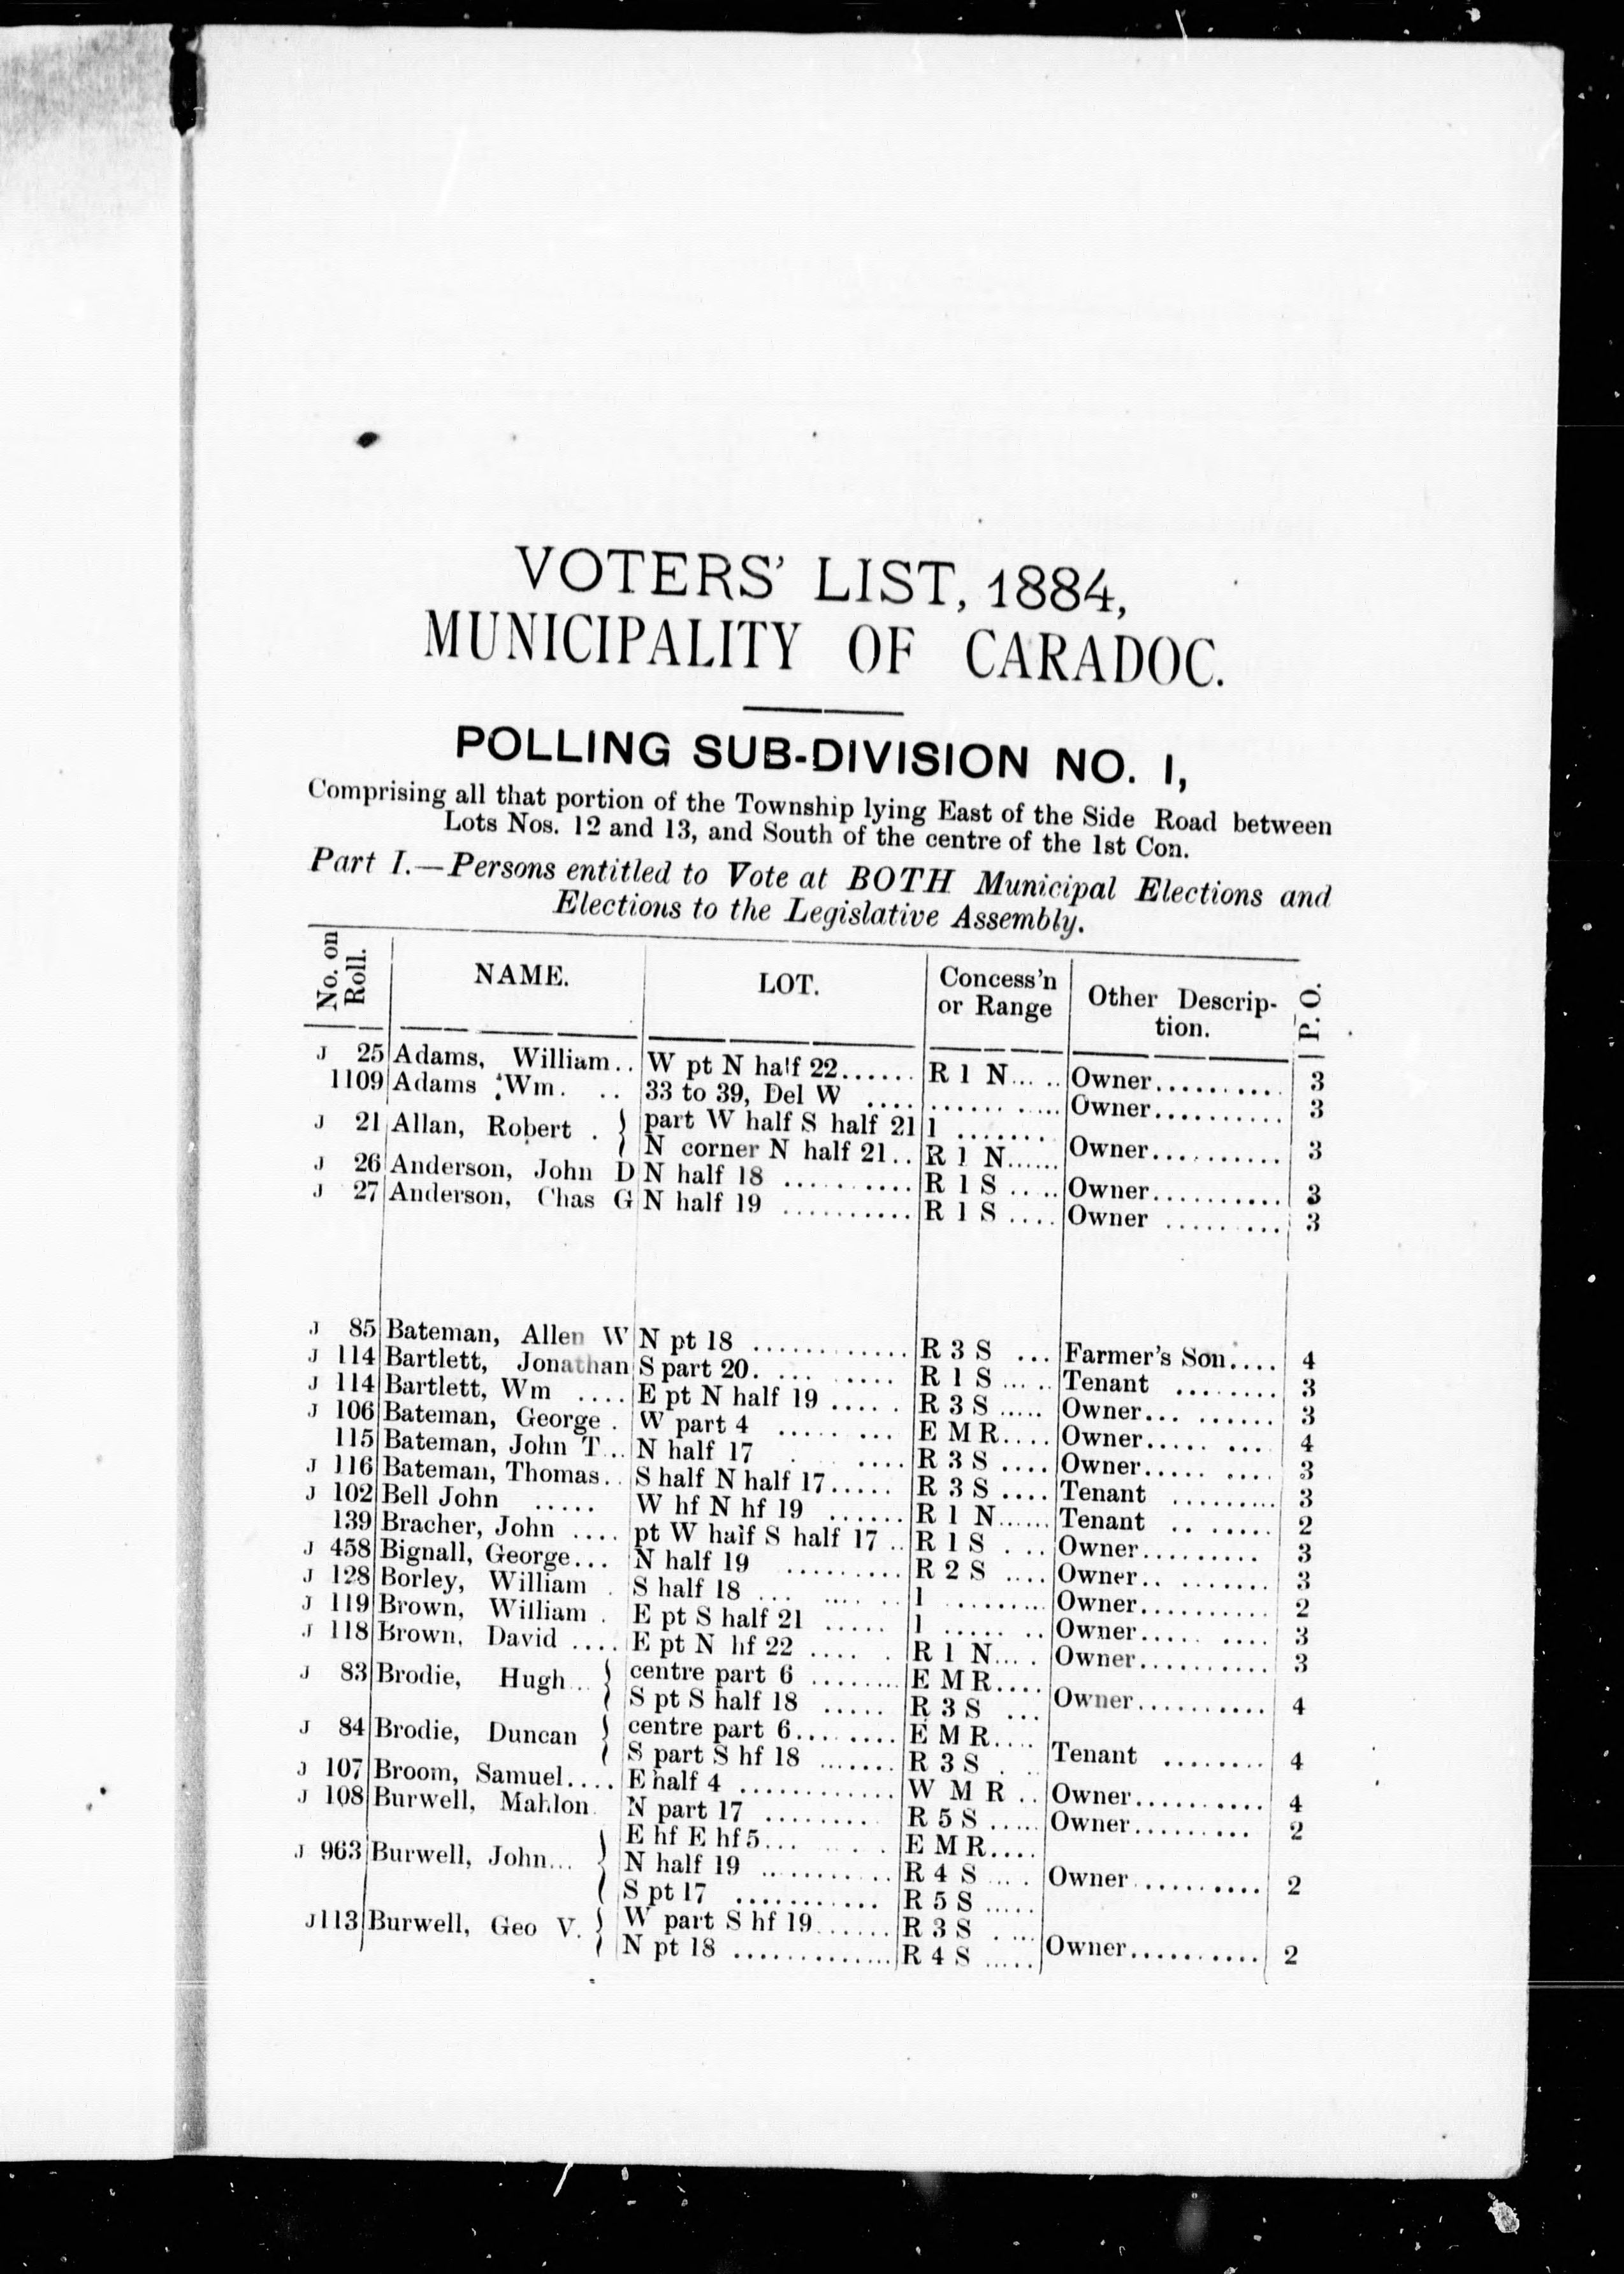 VOTERS' LIST, 1884,
MUNICIPALITY OF CARADOC.
POLLING SUB-DIVISION NO. I,
Comprising all that portion of the Township lying East of the Side Road between
Lots Nos. 12 and 13, and South of the centre of the 1st Con.
Part I.—Persons entitled to Vote at BOTH Municipal Elections and
Elections to the Legislative Assembly.
No. on Roll. NAME. LOT. Concess'n or Range Other Description. P.O.
J 25 Adams, William.. W pt N half 22...... R 1 N..... Owner.......... 3
1109 Adams Wm. .. 33 to 39, Del W .... ........... Owner.......... 3
J 21 Allan, Robert . } part W half S half 21 1 ....... Owner.......... 3
N corner N half 21.. R 1 N......
J 26 Anderson, John D N half 18 .......... R 1 S ..... Owner.......... 3
J 27 Anderson, Chas G N half 19 .......... R 1 S .... Owner ......... 3
J 85 Bateman, Allen W N pt 18 ............ R 3 S ... Farmer's Son.... 4
J 114 Bartlett, Jonathan S part 20. ... ..... R 1 S ..... Tenant ........ 3
J 114 Bartlett, Wm .... E pt N half 19 ..... R 3 S ..... Owner... ...... 3
J 106 Bateman, George . W part 4 ..... ... E M R.... Owner..... ... 4
115 Bateman, John T... N half 17 . .... R 3 S .... Owner..... .... 3
J 116 Bateman, Thomas.. S half N half 17..... R 3 S .... Tenant ......... 3
J 102 Bell John ..... W hf N hf 19 ...... R 1 N...... Tenant .. ...... 2
139 Bracher, John .... pt W half S half 17 .. R 1 S . ... Owner......... 3
J 458 Bignall, George... N half 19 ......... R 2 S .... Owner.. ....... 3
J 128 Borley, William . S half 18 ... .... .. 1 ......... Owner.......... 2
J 119 Brown, William . E pt S half 21 ..... 1 ..... .. Owner..... .... 3
J 118 Brown, David .... E pt N hf 22 .... . R 1 N.... Owner.......... 3
J 83 Brodie, Hugh... } centre part 6 ........ E M R.... Owner.......... 4
S pt S half 18 ..... R 3 S ...
J 84 Brodie, Duncan } centre part 6........ E M R.... Tenant ........ 4
S part S hf 18 ....... R 3 S . ..
J 107 Broom, Samuel.... E half 4 ............ W M R .. Owner.......... 4
J 108 Burwell, Mahlon. N part 17 ......... R 5 S ..... Owner......... 2
E hf E hf 5... .... . E M R....
J 963 Burwell, John... { N half 19 .......... R 4 S .... . Owner.......... 2
S pt 17 ........... R 5 S .....
J113 Burwell, Geo V. } W part S hf 19...... R 3 S . ... Owner.......... 2
N pt 18 ............. R 4 S .....